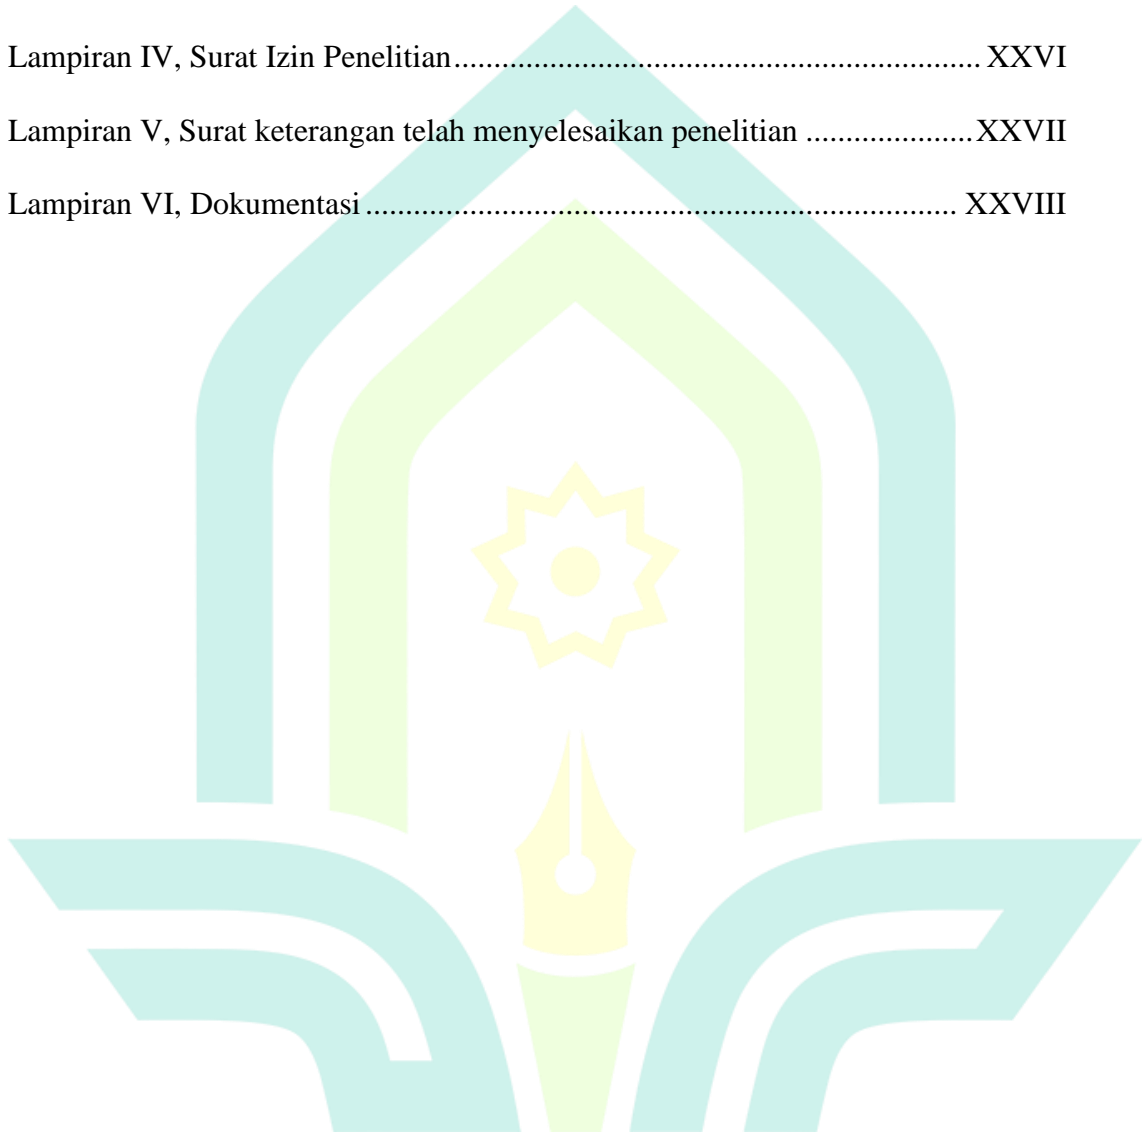 Lampiran IV, Surat Izin Penelitian.................................................................. XXVI
Lampiran V, Surat keterangan telah menyelesaikan penelitian .....................XXVII
Lampiran VI, Dokumentasi.......................................................................... XXVIII